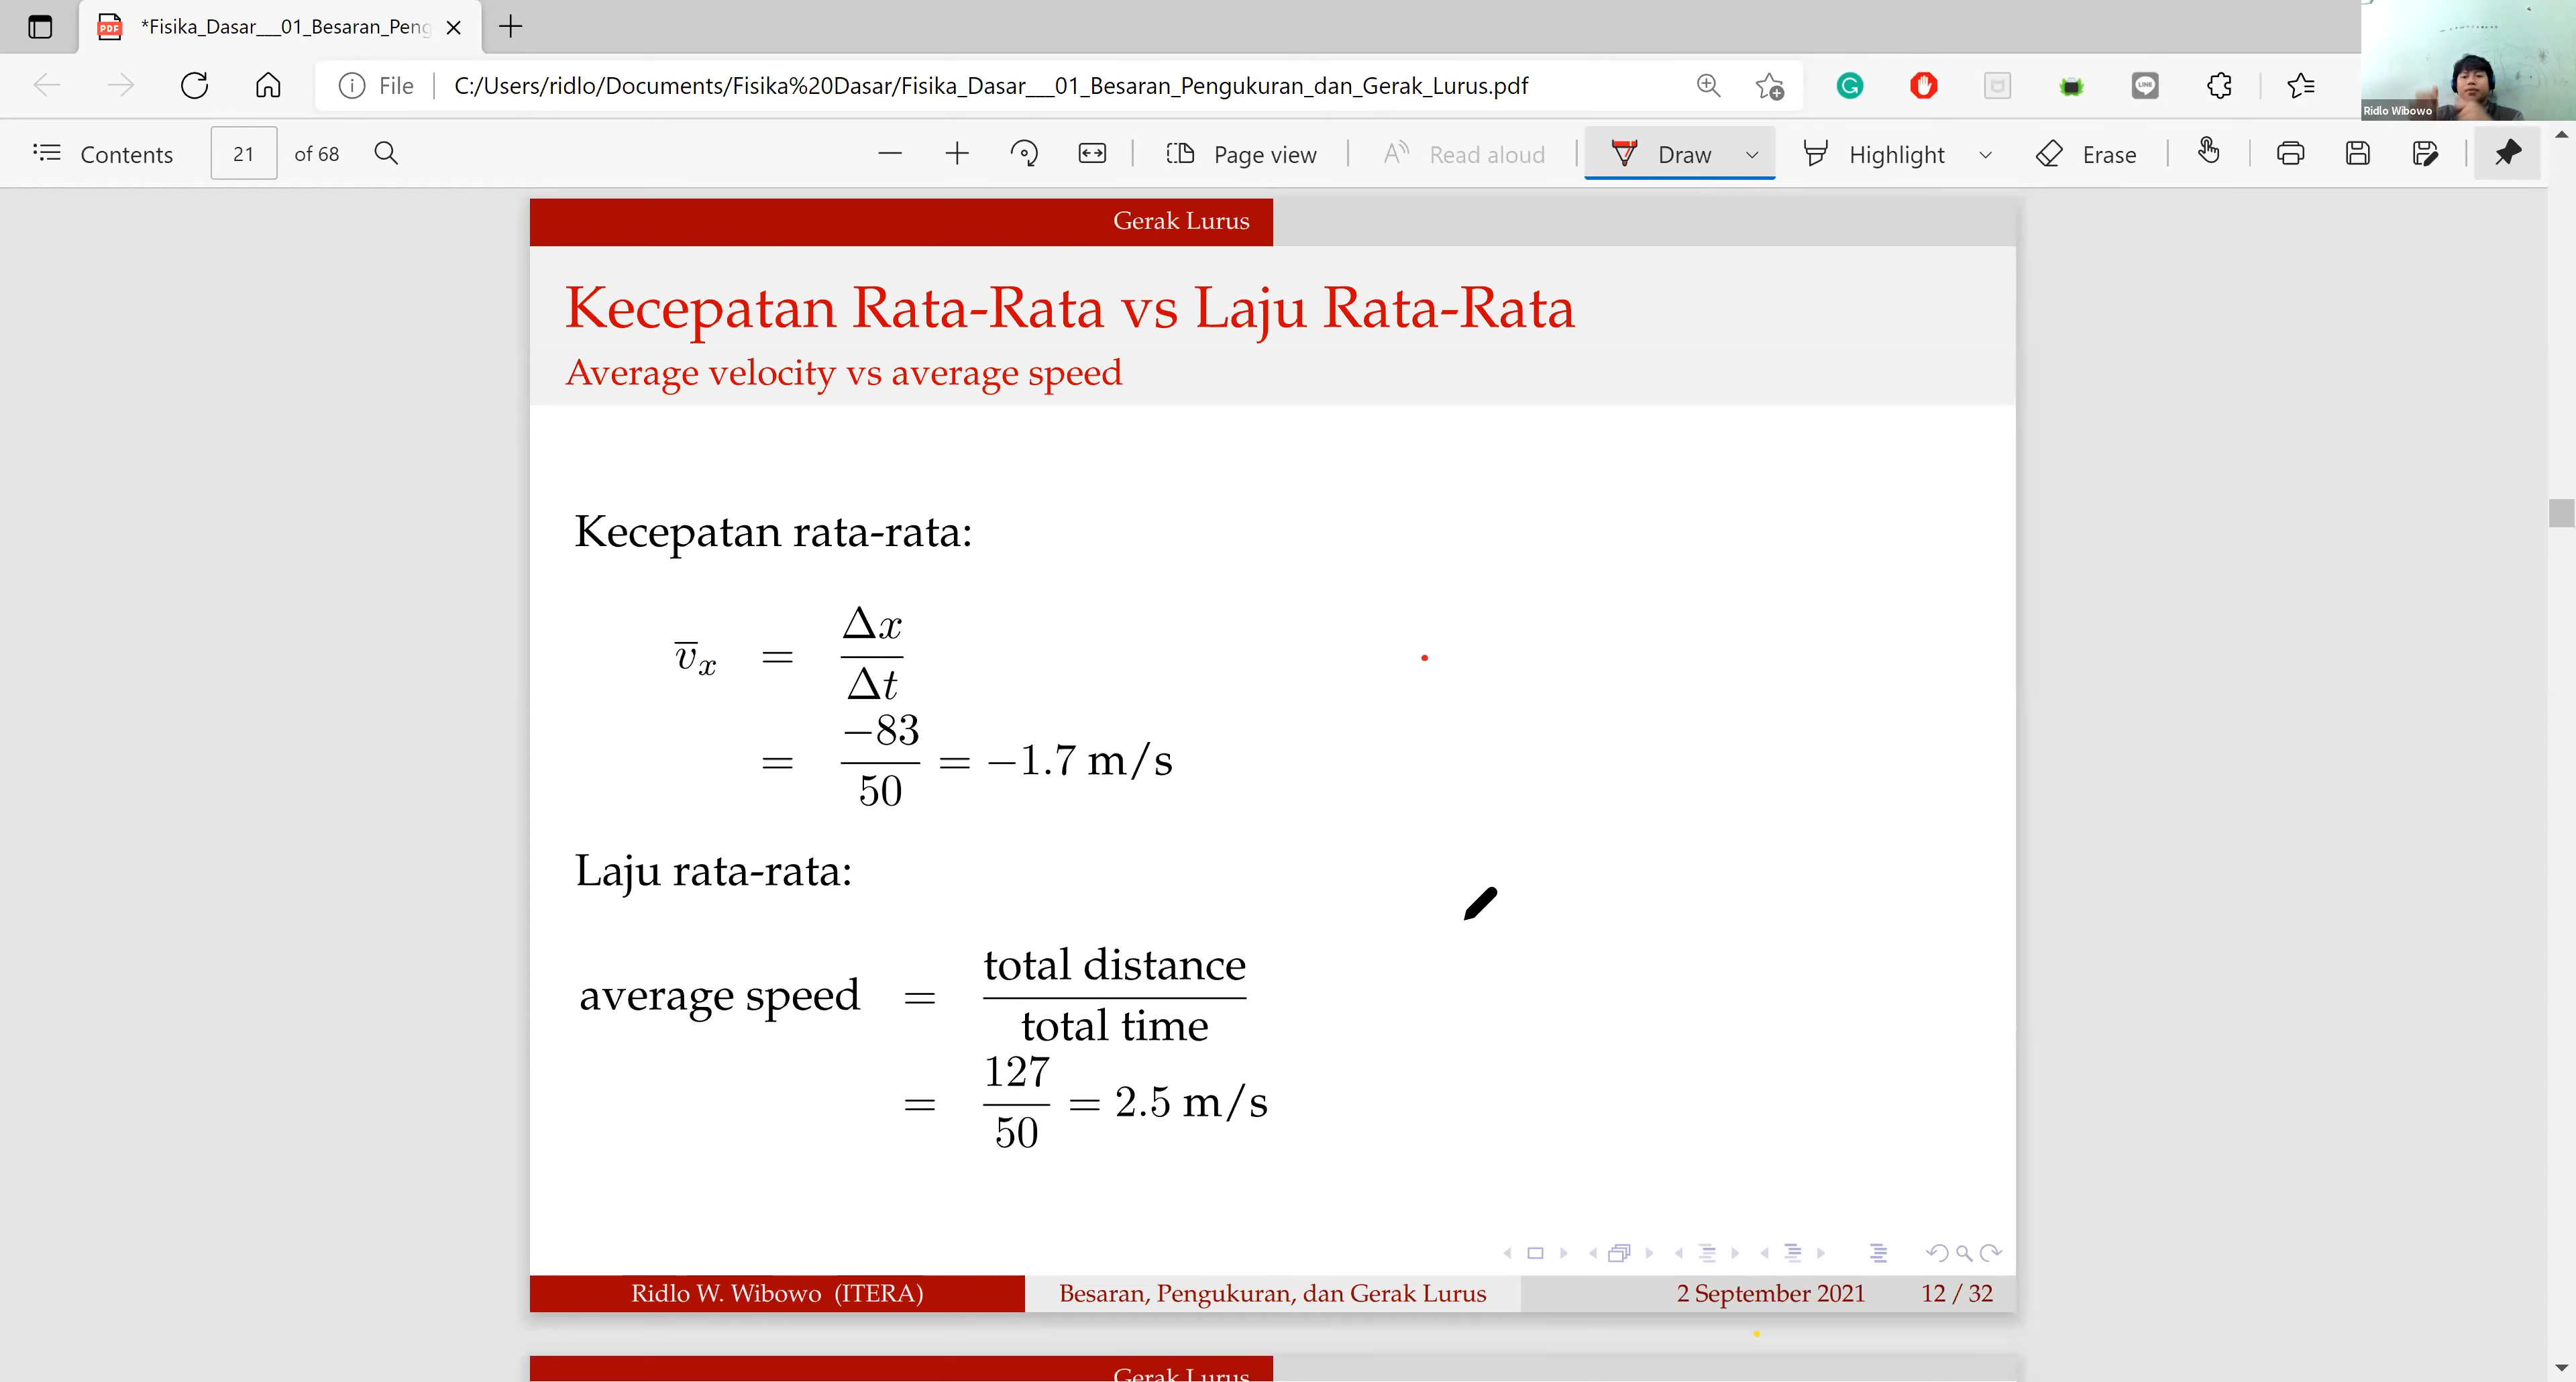 *Fisika_Dasar___01_Besaran_Peng
File
C:/Users/ridlo/Documents/Fisika%20Dasar/Fisika_Dasar___01_Besaran_Pengukuran_dan_Gerak_Lurus.pdf
Ridlo Wibowo
Contents
21
of 68
Page view
Read aloud
Draw
Highlight
Erase
Gerak Lurus
Kecepatan Rata-Rata vs Laju Rata-Rata
Average velocity vs average speed
Kecepatan rata-rata:
v̅ₓ = Δx/Δt
= −83/50 = −1.7 m/s
Laju rata-rata:
average speed = total distance/total time
= 127/50 = 2.5 m/s
Ridlo W. Wibowo (ITERA)
Besaran, Pengukuran, dan Gerak Lurus
2 September 2021
12 / 32
Gerak Lurus